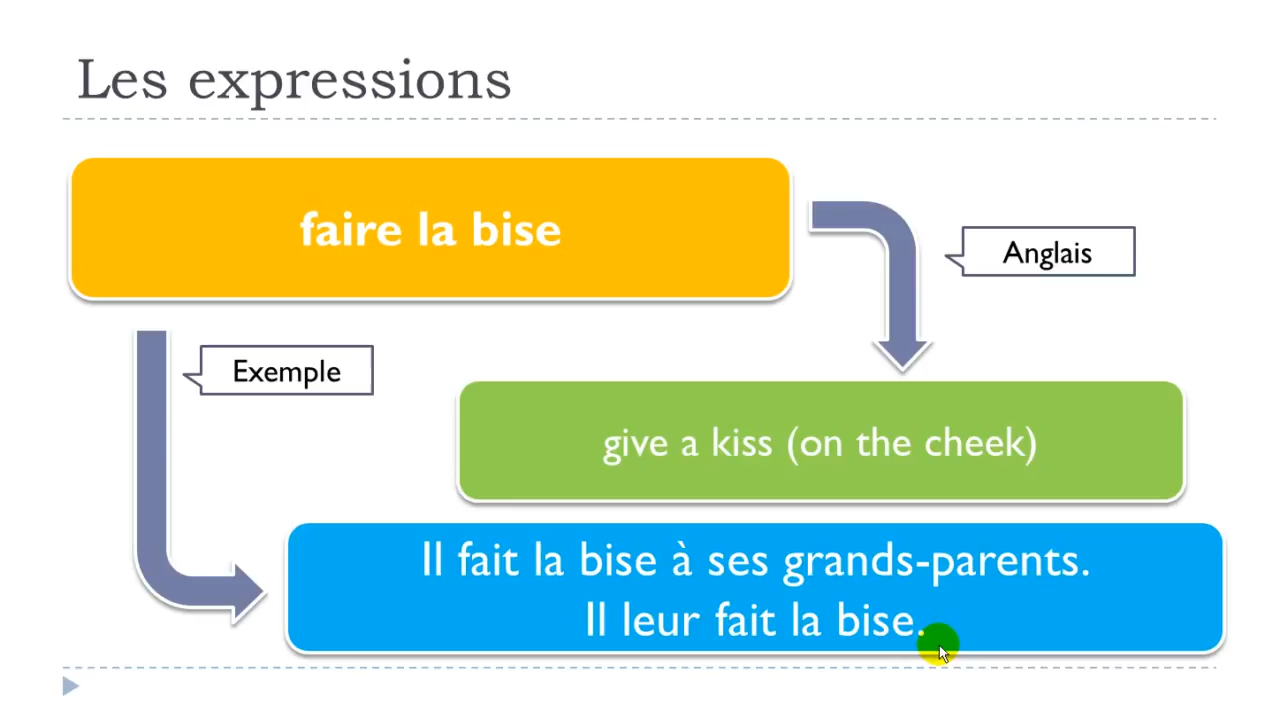 Les expressions
faire la bise
Anglais
Exemple
give a kiss (on the cheek)
Il fait la bise à ses grands-parents.
Il leur fait la bise.